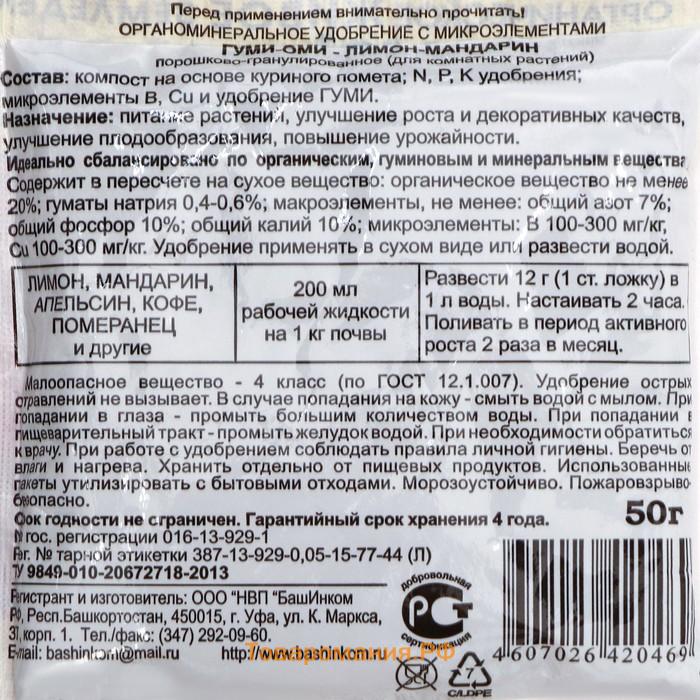 Перед применением внимательно прочитать!
ОРГАНОМИНЕРАЛЬНОЕ УДОБРЕНИЕ С МИКРОЭЛЕМЕНТАМИ
ГУМИ-ОМИ - ЛИМОН-МАНДАРИН
порошково-гранулированное (для комнатных растений)
Состав: компост на основе куриного помета; N, P, K удобрения;
микроэлементы B, Cu и удобрение ГУМИ.
Назначение: питание растений, улучшение роста и декоративных качеств,
улучшение плодообразования, повышение урожайности.
Идеально сбалансировано по органическим, гуминовым и минеральным веществам
Содержит в пересчете на сухое вещество: органическое вещество не менее
20%; гуматы натрия 0,4-0,6%; макроэлементы, не менее: общий азот 7%;
общий фосфор 10%; общий калий 10%; микроэлементы: B 100-300 мг/кг,
Cu 100-300 мг/кг. Удобрение применять в сухом виде или развести водой.
ЛИМОН, МАНДАРИН,
АПЕЛЬСИН, КОФЕ,
ПОМЕРАНЕЦ
и другие
200 мл
рабочей жидкости
на 1 кг почвы
Развести 12 г (1 ст. ложку) в
1 л воды. Настаивать 2 часа.
Поливать в период активного
роста 2 раза в месяц.
Малоопасное вещество - 4 класс (по ГОСТ 12.1.007). Удобрение острых
отравлений не вызывает. В случае попадания на кожу - смыть водой с мылом. При
попадании в глаза - промыть большим количеством воды. При попадании в
пищеварительный тракт - промыть желудок водой. При необходимости обратиться
к врачу. При работе с удобрением соблюдать правила личной гигиены. Беречь от
влаги и нагрева. Хранить отдельно от пищевых продуктов. Использованные
пакеты утилизировать с бытовыми отходами. Морозоустойчиво. Пожаровзрыво-
безопасно.
Срок годности не ограничен. Гарантийный срок хранения 4 года.
50г
№ гос. регистрации 016-13-929-1
Рег. № тарной этикетки 387-13-929-0,05-15-77-44 (Л)
ТУ 9849-010-20672718-2013
Регистрант и изготовитель: ООО "НВП "БашИнком
РФ, Респ.Башкортостан, 450015, г. Уфа, ул. К. Маркса,
37, корп. 1. Тел./факс: (347) 292-09-60.
E-mail: bashinkom@mail.ru http://www.bashinkom.ru
Товаромания.РФ
добровольная
РСТ
сертификация
7
C/LDPE
4 607026 420469